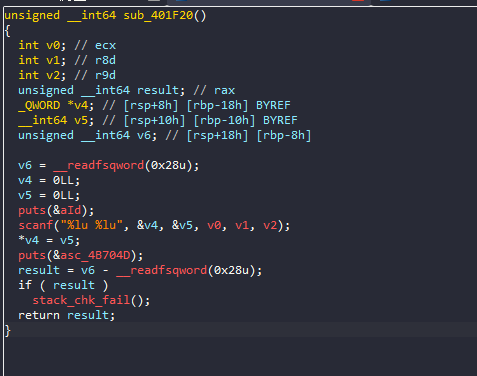 unsigned __int64 sub_401F20()
{
  int v0; // ecx
  int v1; // r8d
  int v2; // r9d
  unsigned __int64 result; // rax
  _QWORD *v4; // [rsp+8h] [rbp-18h] BYREF
  __int64 v5; // [rsp+10h] [rbp-10h] BYREF
  unsigned __int64 v6; // [rsp+18h] [rbp-8h]

  v6 = __readfsqword(0x28u);
  v4 = 0LL;
  v5 = 0LL;
  puts(&aId);
  scanf("%lu %lu", &v4, &v5, v0, v1, v2);
  *v4 = v5;
  puts(&asc_4B704D);
  result = v6 - __readfsqword(0x28u);
  if ( result )
    stack_chk_fail();
  return result;
}